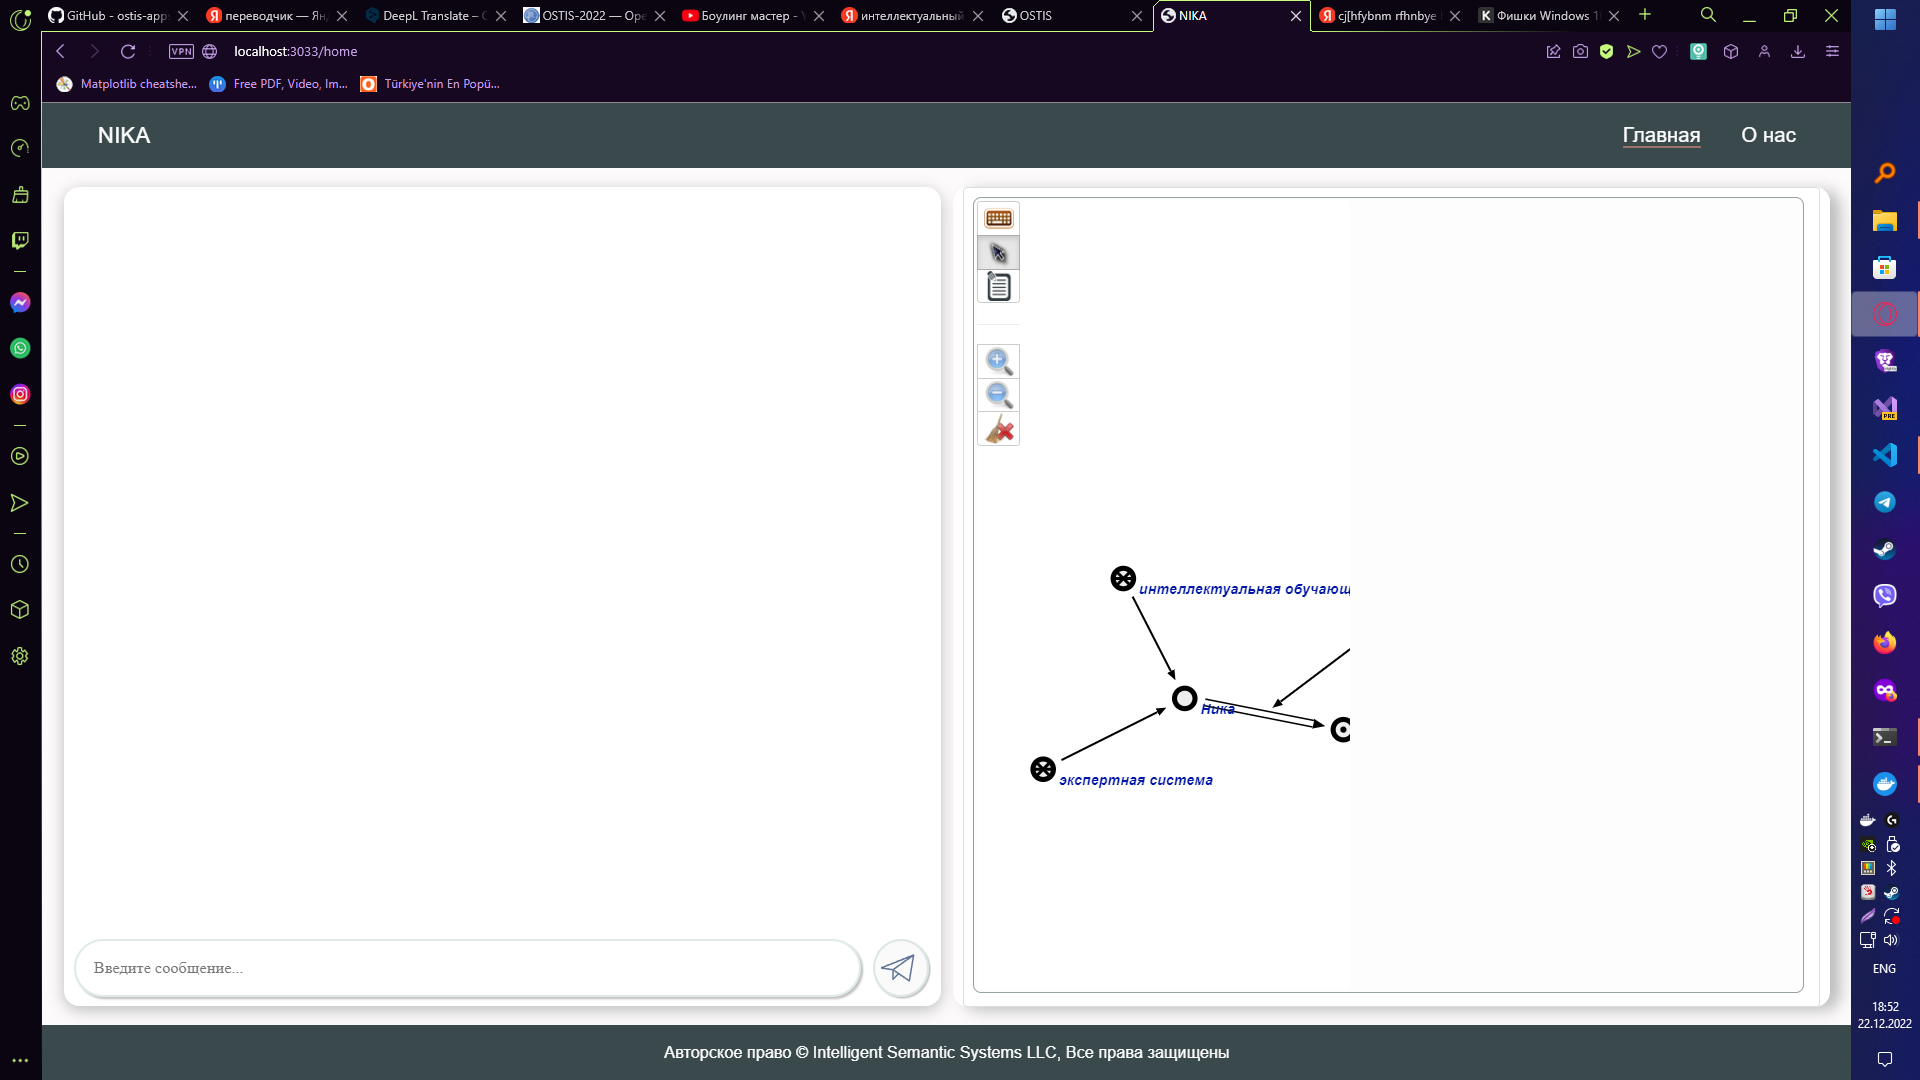 GitHub - ostis-apps
переводчик — Ян
DeepL Translate –
OSTIS-2022 — Ope
Боулинг мастер -
интеллектуальный
OSTIS
NIKA
cj[hfybnm rfhnbye
Фишки Windows 1
VPN
localhost:3033/home
Matplotlib cheatshe...
Free PDF, Video, Im...
Türkiye'nin En Popü...
NIKA
Главная
О нас
интеллектуальная обучающ
Ника
экспертная система
Введите сообщение...
Авторское право © Intelligent Semantic Systems LLC, Все права защищены
PRE
ENG
18:52
22.12.2022